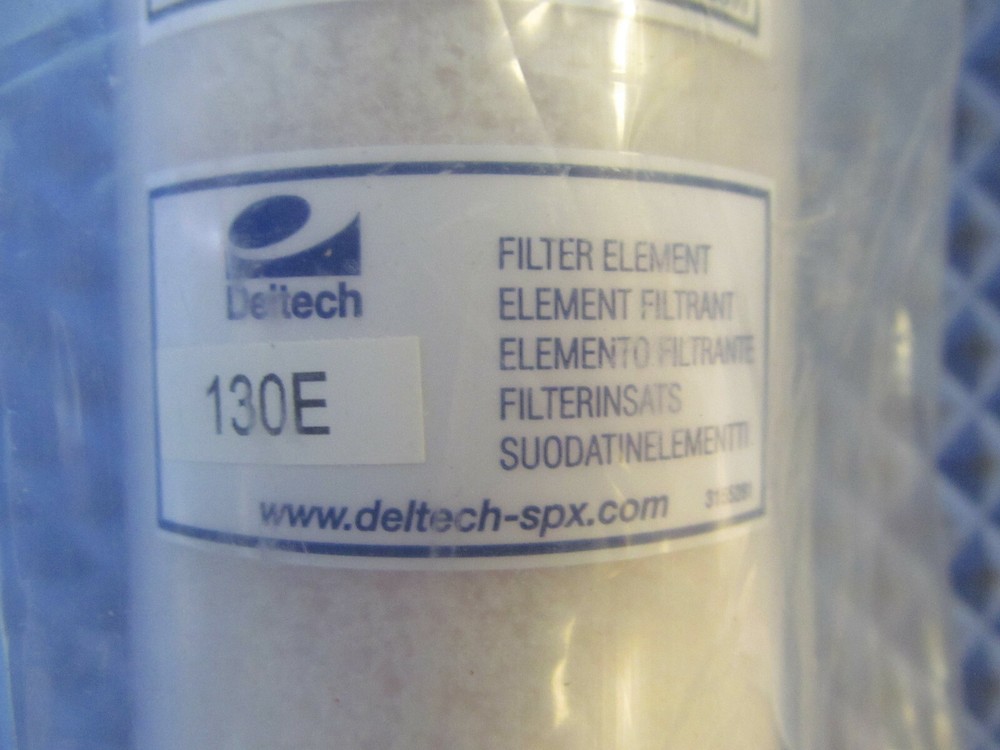 Deltech
130E
FILTER ELEMENT
ELEMENT FILTRANT
ELEMENTO FILTRANTE
FILTERINSATS
SUODATINELEMENTTI
www.deltech-spx.com